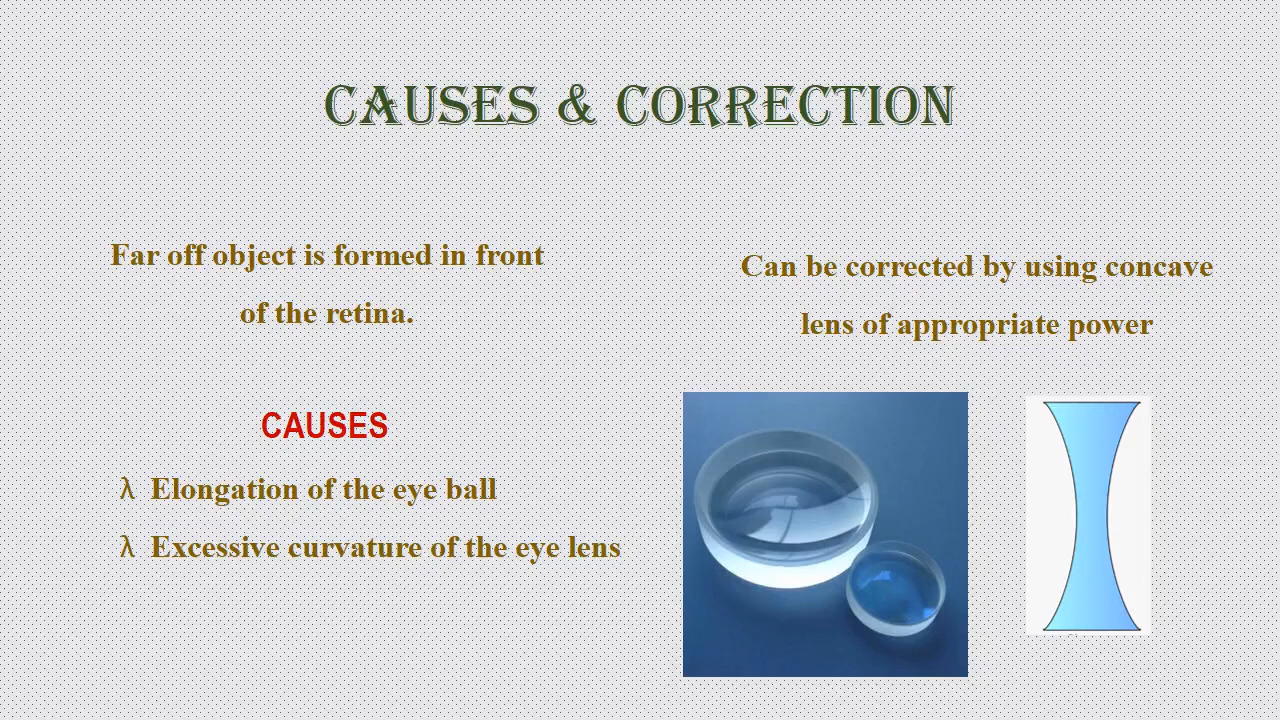 CAUSES & CORRECTION
Far off object is formed in front
of the retina.
CAUSES
λ Elongation of the eye ball
λ Excessive curvature of the eye lens
Can be corrected by using concave
lens of appropriate power